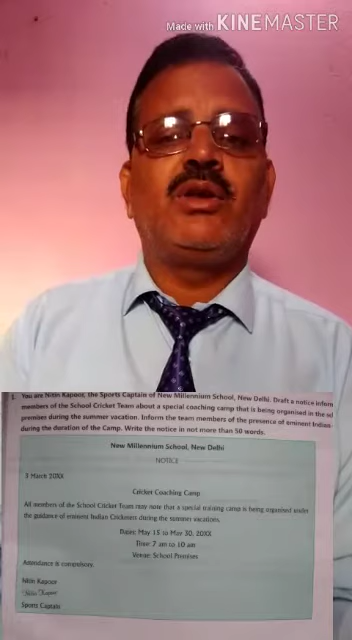 Made with KINEMASTER
1. You are Nitin Kapoor, the Sports Captain of New Millennium School, New Delhi. Draft a notice inform
members of the School Cricket Team about a special coaching camp that is being organised in the
premises during the summer vacation. Inform the team members of the presence of eminent Indian
during the duration of the Camp. Write the notice in not more than 50 words.
New Millennium School, New Delhi
NOTICE
3 March 20XX
Cricket Coaching Camp
All members of the School Cricket Team may note that a special training camp is being organised under
the guidance of eminent Indian Cricketers during the summer vacations.
Dates: May 15 to May 30, 20XX
Time: 7 am to 10 am
Venue: School Premises
Attendance is compulsory.
Nitin Kapoor
Nitin Kapoor
Sports Captain